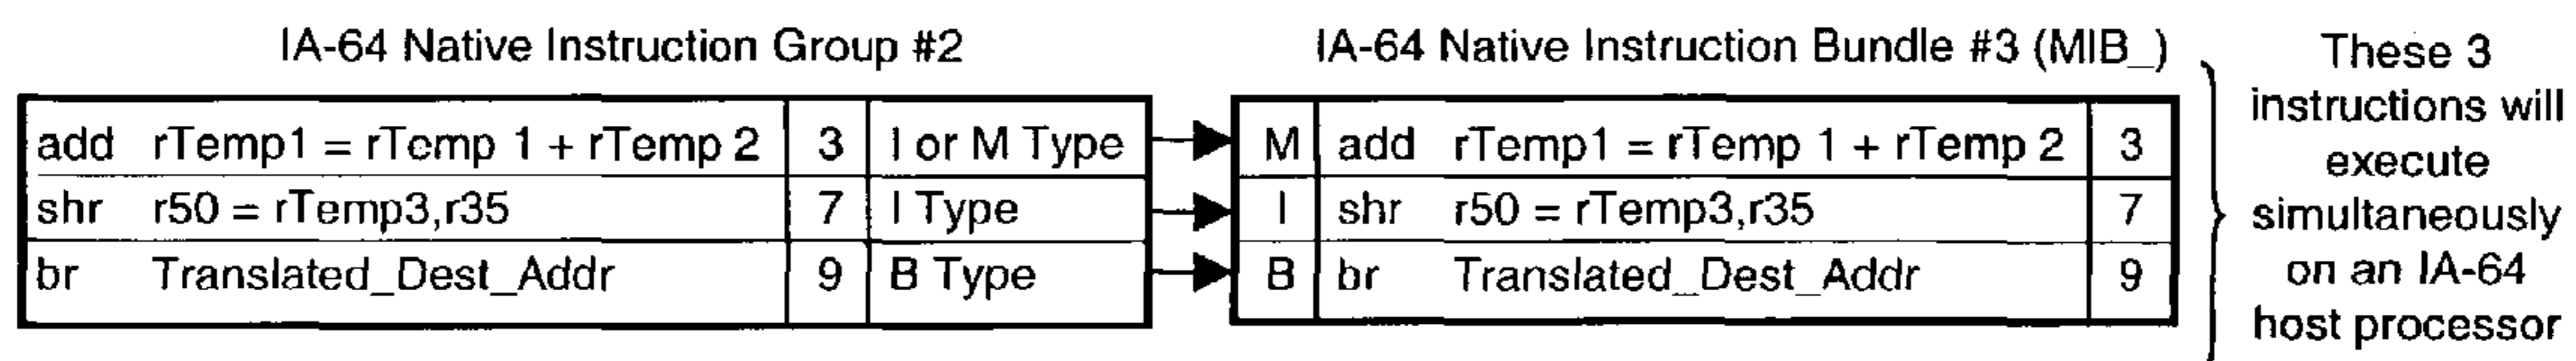 IA-64 Native Instruction Group #2
add rTemp1 = rTemp 1 + rTemp 2 3 I or M Type
shr r50 = rTemp3,r35 7 I Type
br Translated_Dest_Addr 9 B Type
IA-64 Native Instruction Bundle #3 (MIB_)
M add rTemp1 = rTemp 1 + rTemp 2 3
I shr r50 = rTemp3,r35 7
B br Translated_Dest_Addr 9
These 3
instructions will
execute
simultaneously
on an IA-64
host processor